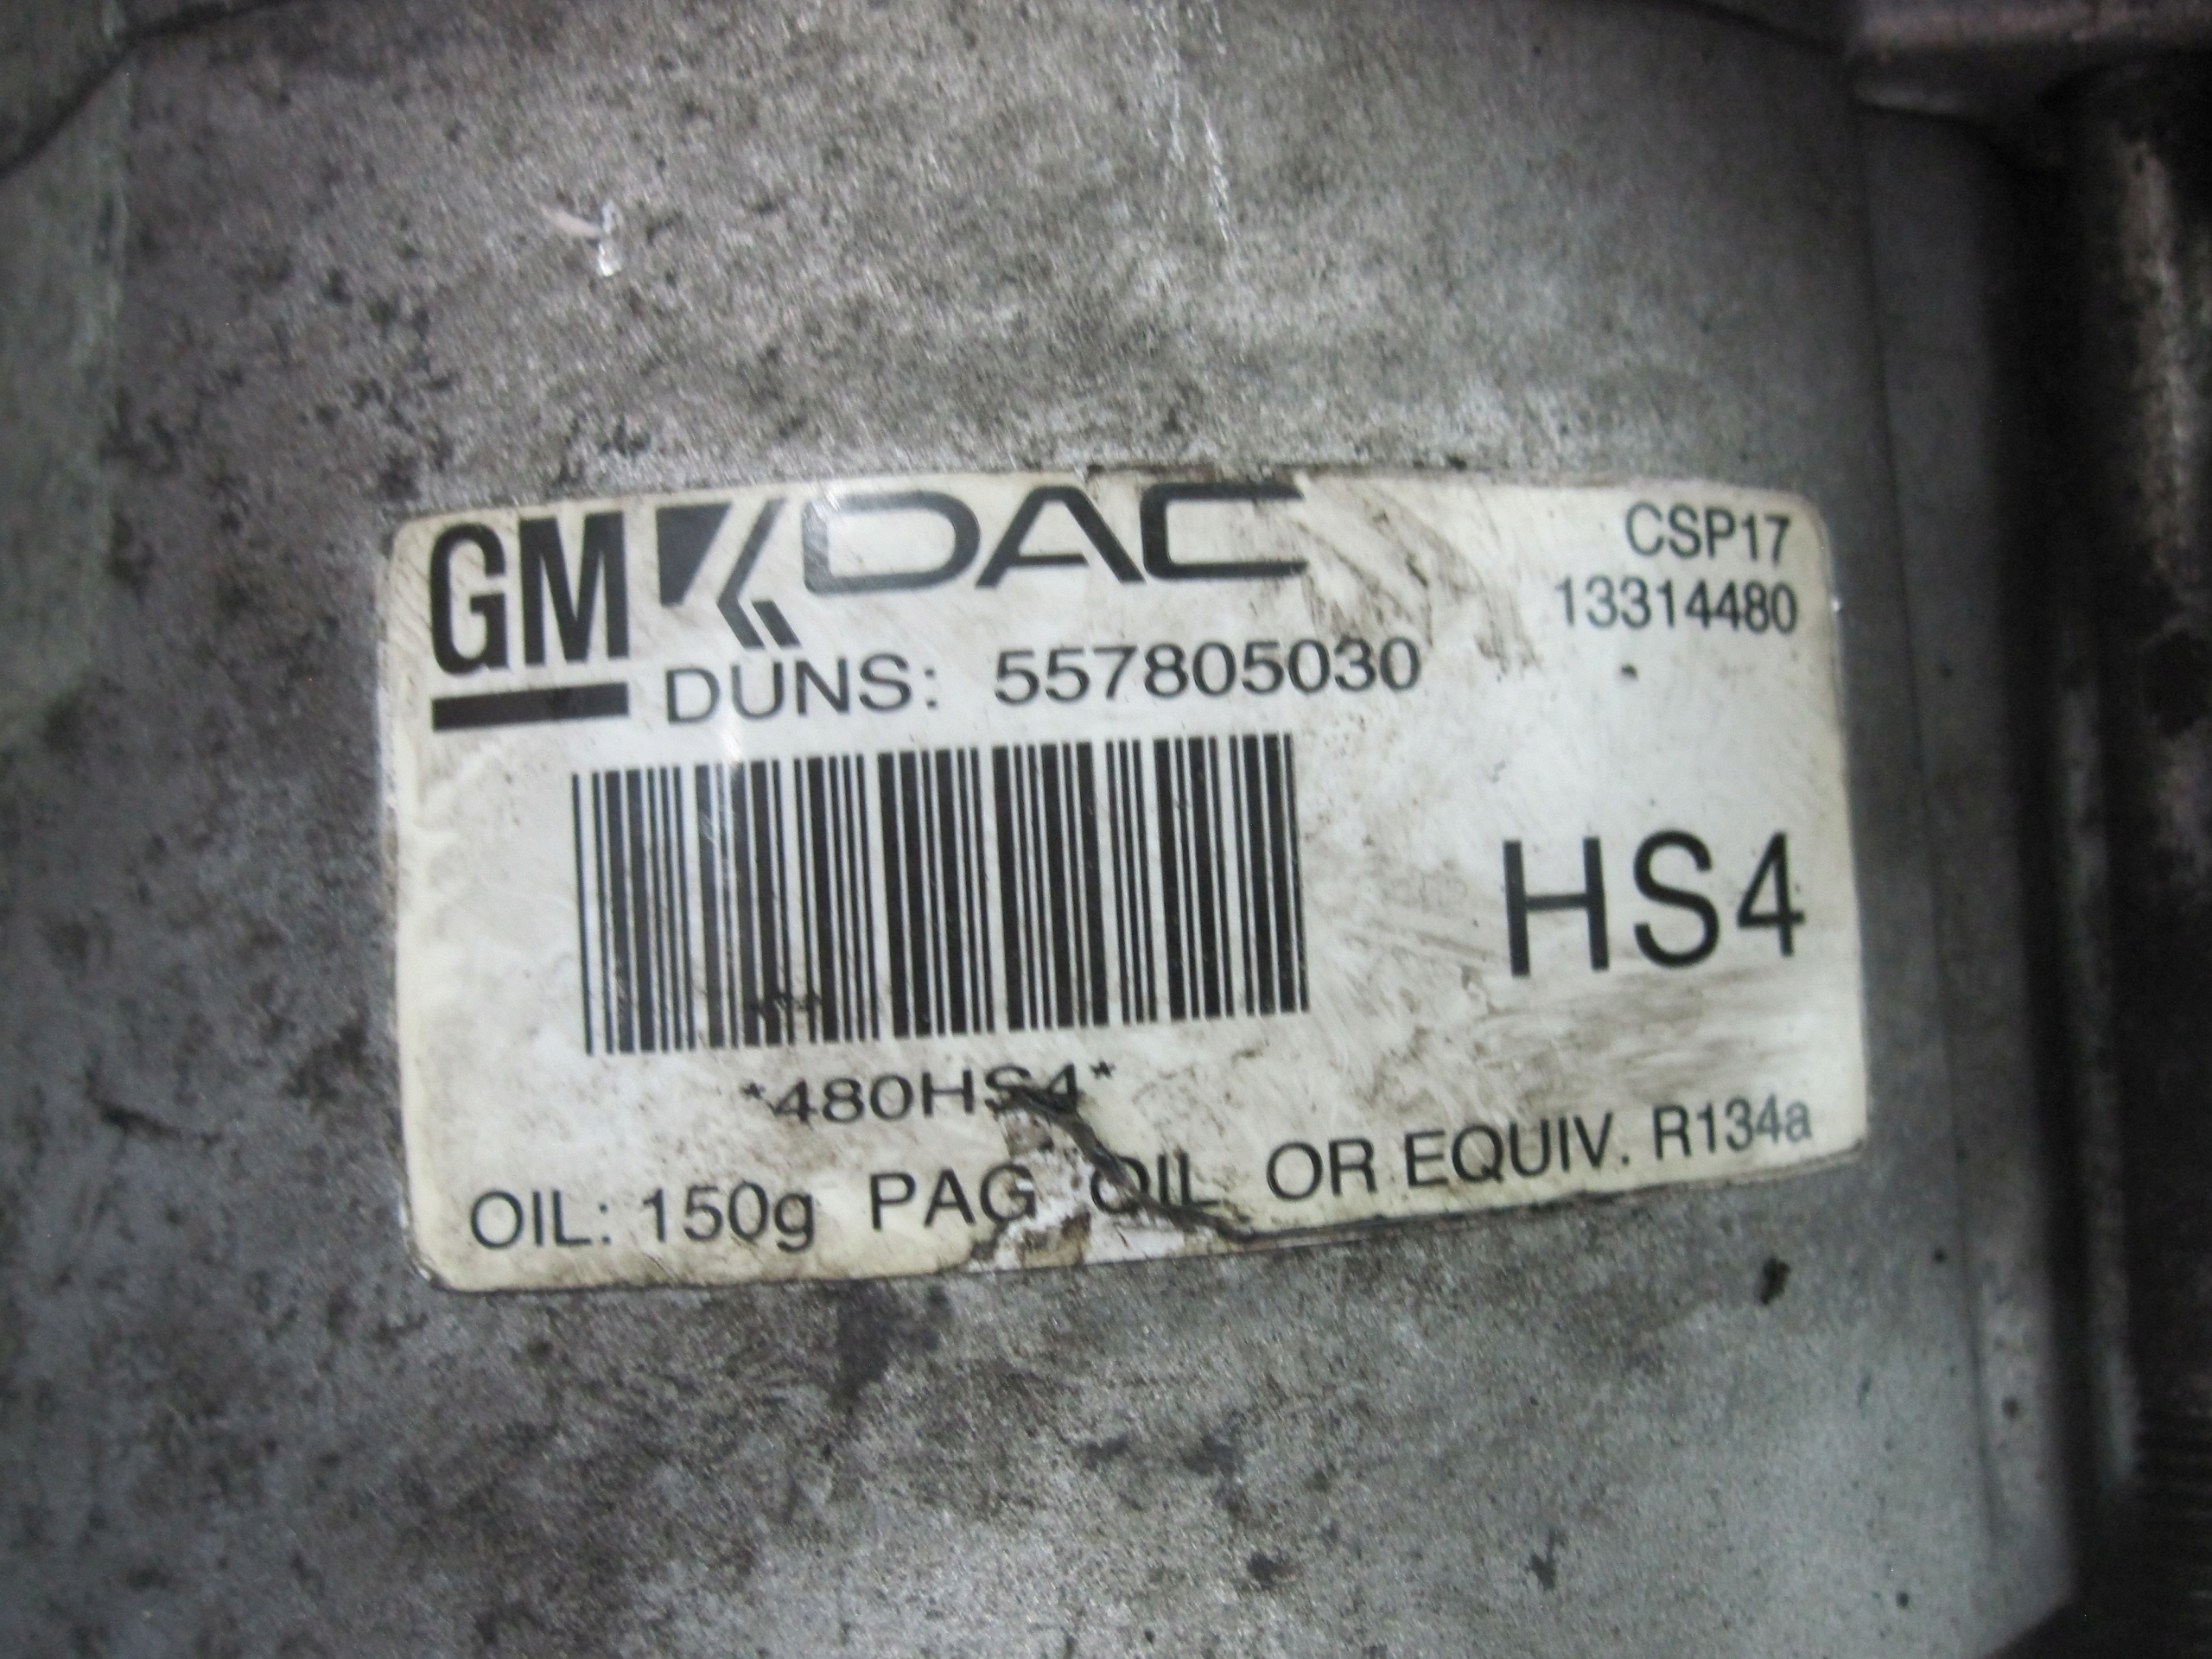 GM DAC
CSP17
13314480
DUNS: 557805030
HS4
*480HS4*
OIL: 150g PAG OIL OR EQUIV. R134a